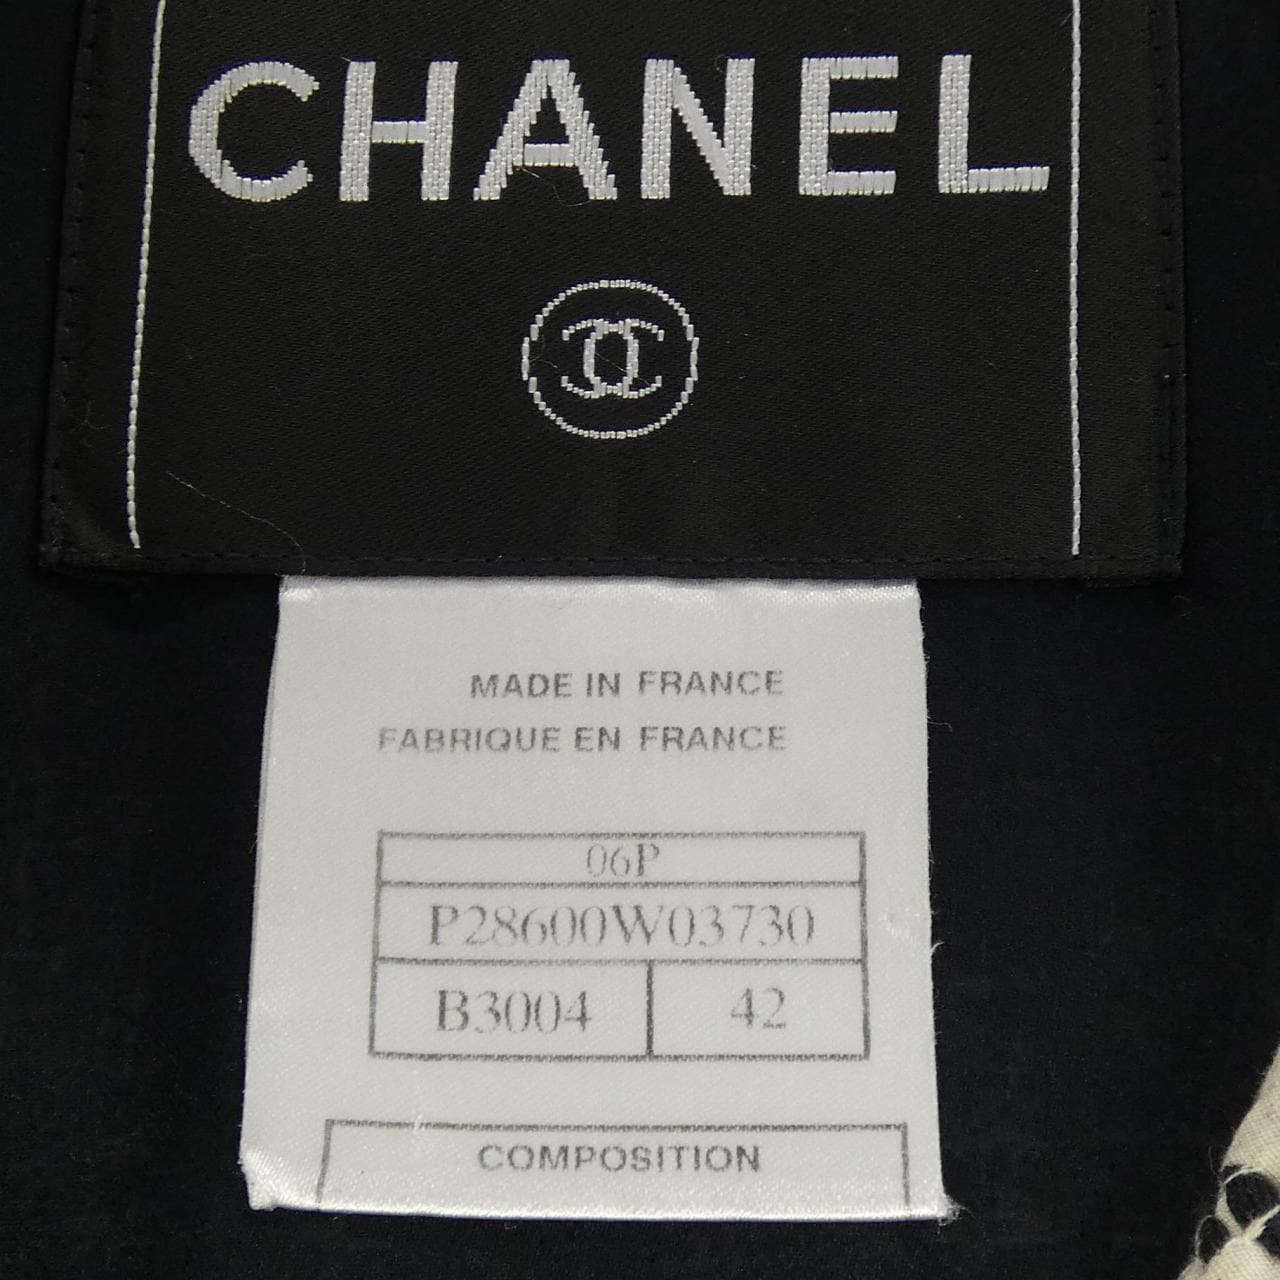 CHANEL
MADE IN FRANCE
FABRIQUE EN FRANCE
06P
P28600W03730
B3004 42
COMPOSITION